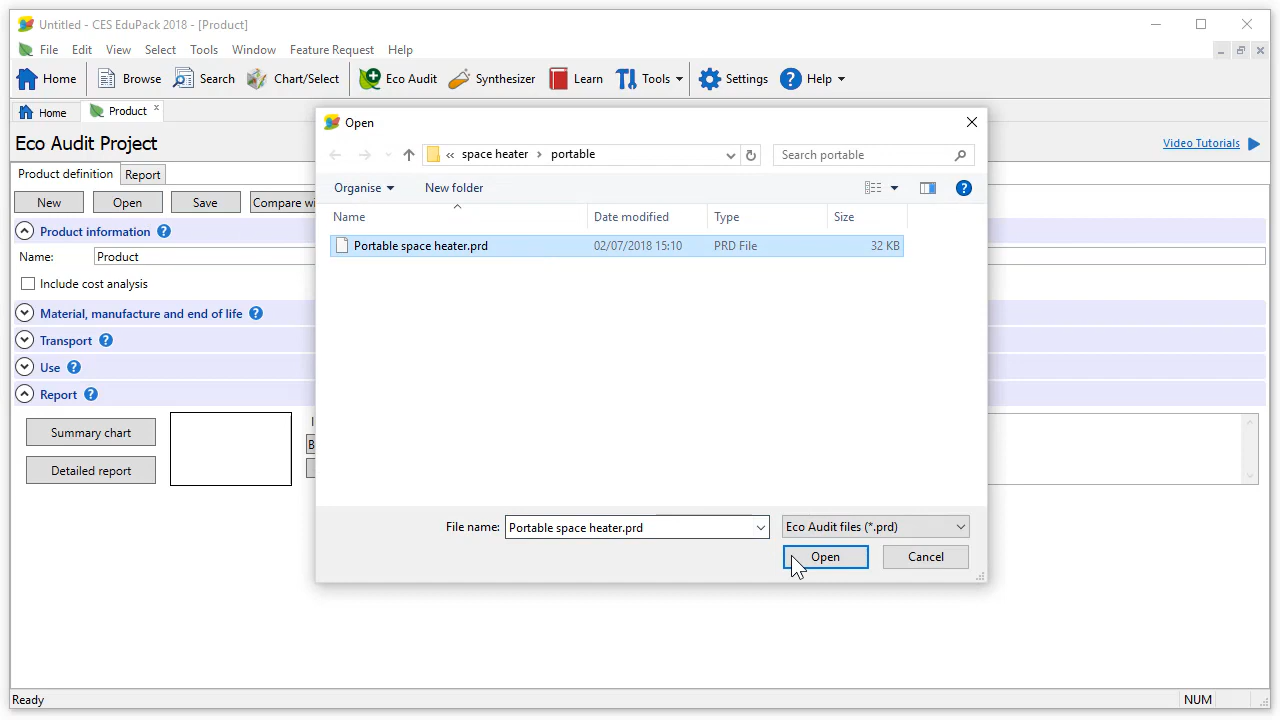 Untitled - CES EduPack 2018 - [Product]
File Edit View Select Tools Window Feature Request Help
Home Browse Search Chart/Select Eco Audit Synthesizer Learn Tools Settings Help
Home Product
Eco Audit Project
Video Tutorials
Product definition Report
New Open Save Compare wi
Product information
Name: Product
Include cost analysis
Material, manufacture and end of life
Transport
Use
Report
Summary chart
Detailed report
Open
« space heater › portable
Search portable
Organise New folder
Name Date modified Type Size
Portable space heater.prd 02/07/2018 15:10 PRD File 32 KB
File name: Portable space heater.prd Eco Audit files (*.prd)
Open Cancel
Ready NUM